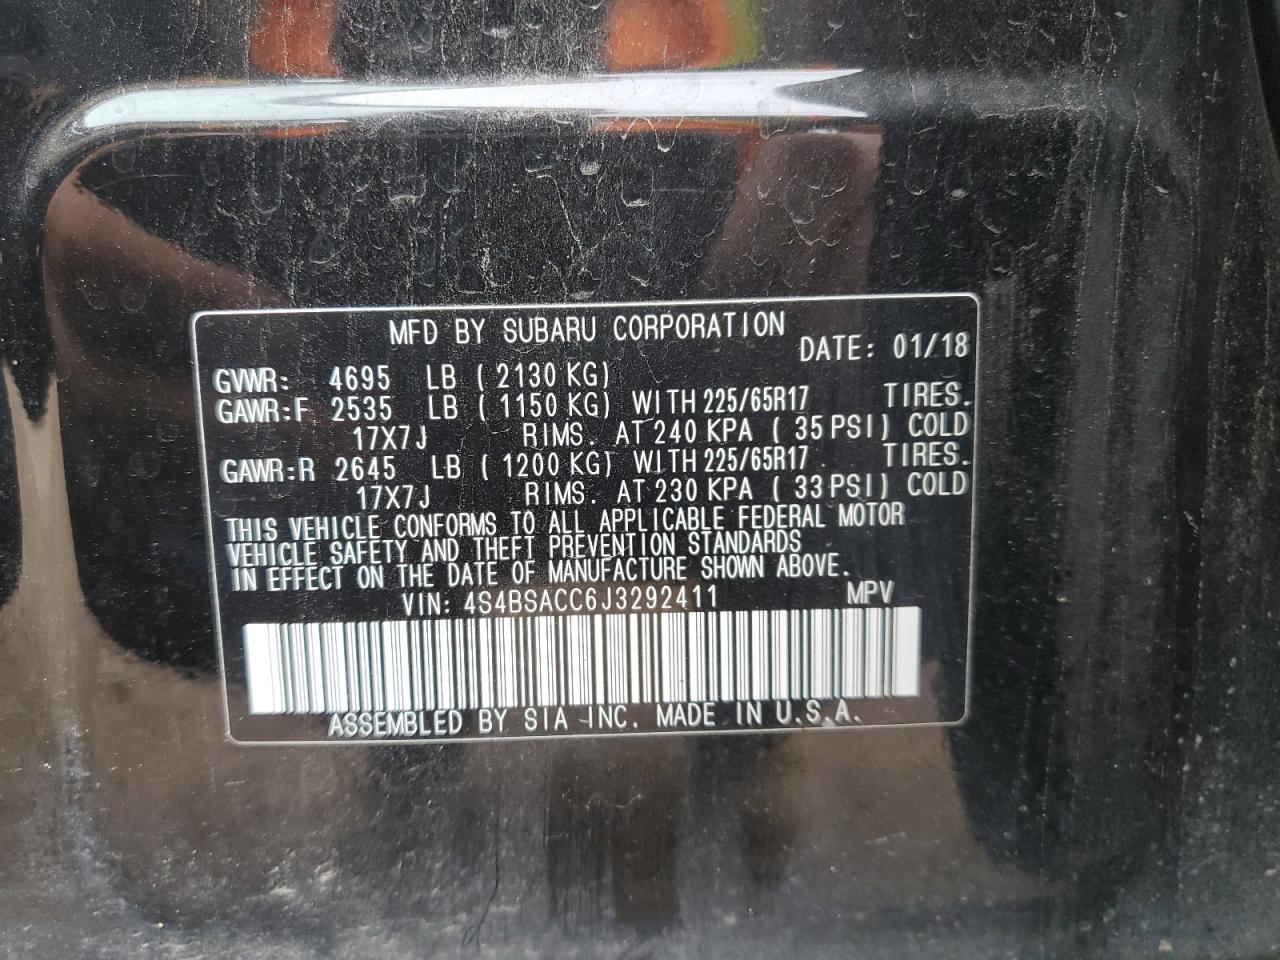 MFD BY SUBARU CORPORATION
DATE: 01/18
GVWR: 4695 LB ( 2130 KG)
GAWR:F 2535 LB ( 1150 KG) WITH 225/65R17 TIRES.
17X7J RIMS. AT 240 KPA ( 35 PSI) COLD
GAWR:R 2645 LB ( 1200 KG) WITH 225/65R17 TIRES.
17X7J RIMS. AT 230 KPA ( 33 PSI) COLD
THIS VEHICLE CONFORMS TO ALL APPLICABLE FEDERAL MOTOR
VEHICLE SAFETY AND THEFT PREVENTION STANDARDS
IN EFFECT ON THE DATE OF MANUFACTURE SHOWN ABOVE.
VIN: 4S4BSACC6J3292411 MPV
ASSEMBLED BY SIA INC. MADE IN U.S.A.